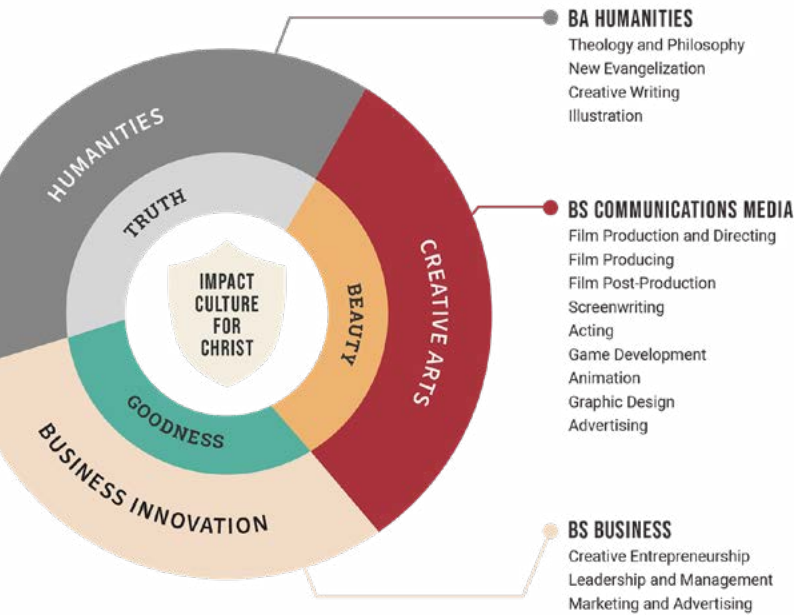 HUMANITIES
TRUTH
CREATIVE ARTS
BEAUTY
BUSINESS INNOVATION
GOODNESS
IMPACT
CULTURE
FOR
CHRIST
BA HUMANITIES
Theology and Philosophy
New Evangelization
Creative Writing
Illustration
BS COMMUNICATIONS MEDIA
Film Production and Directing
Film Producing
Film Post-Production
Screenwriting
Acting
Game Development
Animation
Graphic Design
Advertising
BS BUSINESS
Creative Entrepreneurship
Leadership and Management
Marketing and Advertising